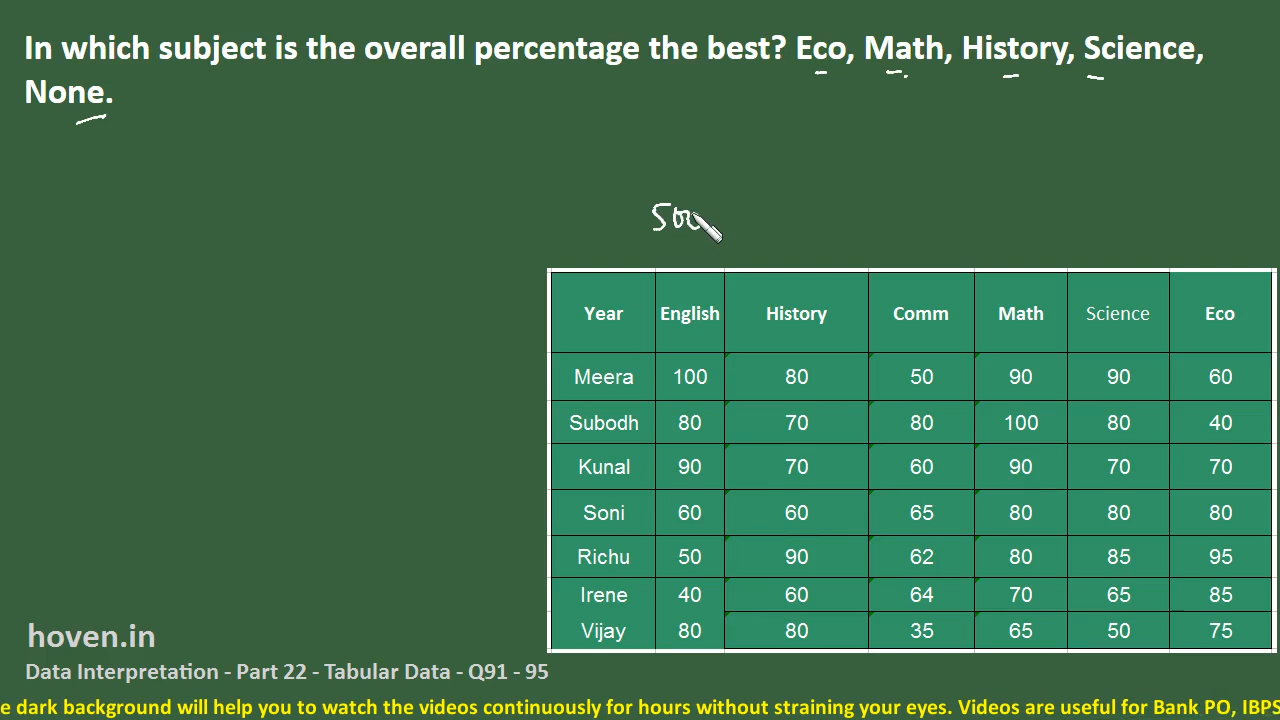 In which subject is the overall percentage the best? Eco, Math, History, Science,
None.
Year English History Comm Math Science Eco
Meera 100 80 50 90 90 60
Subodh 80 70 80 100 80 40
Kunal 90 70 60 90 70 70
Soni 60 60 65 80 80 80
Richu 50 90 62 80 85 95
Irene 40 60 64 70 65 85
Vijay 80 80 35 65 50 75
hoven.in
Data Interpretation - Part 22 - Tabular Data - Q91 - 95
e dark background will help you to watch the videos continuously for hours without straining your eyes. Videos are useful for Bank PO, IBPS